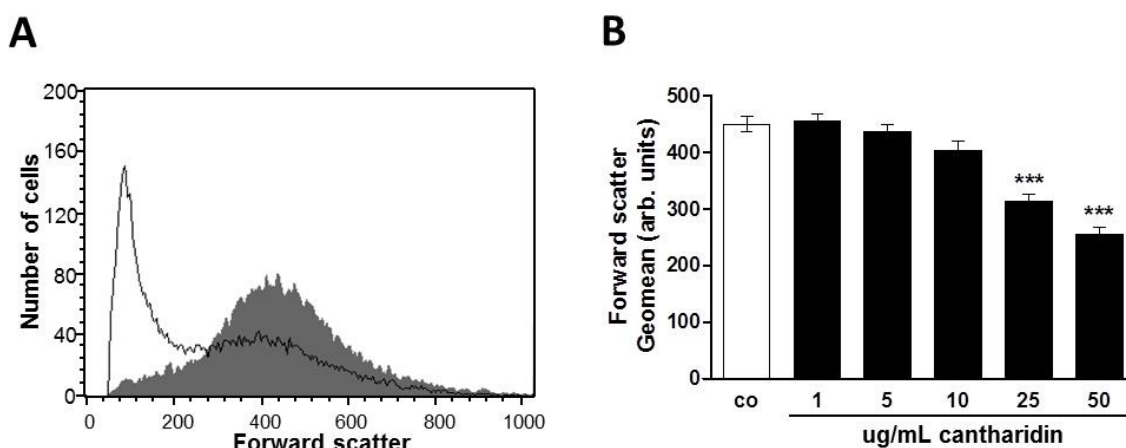 A
B
200
160
120
80
40
0
Number of cells
0 200 400 600 800 1000
Forward scatter
500
400
300
200
100
0
Forward scatter
Geomean (arb. units)
***
***
co 1 5 10 25 50
ug/mL cantharidin